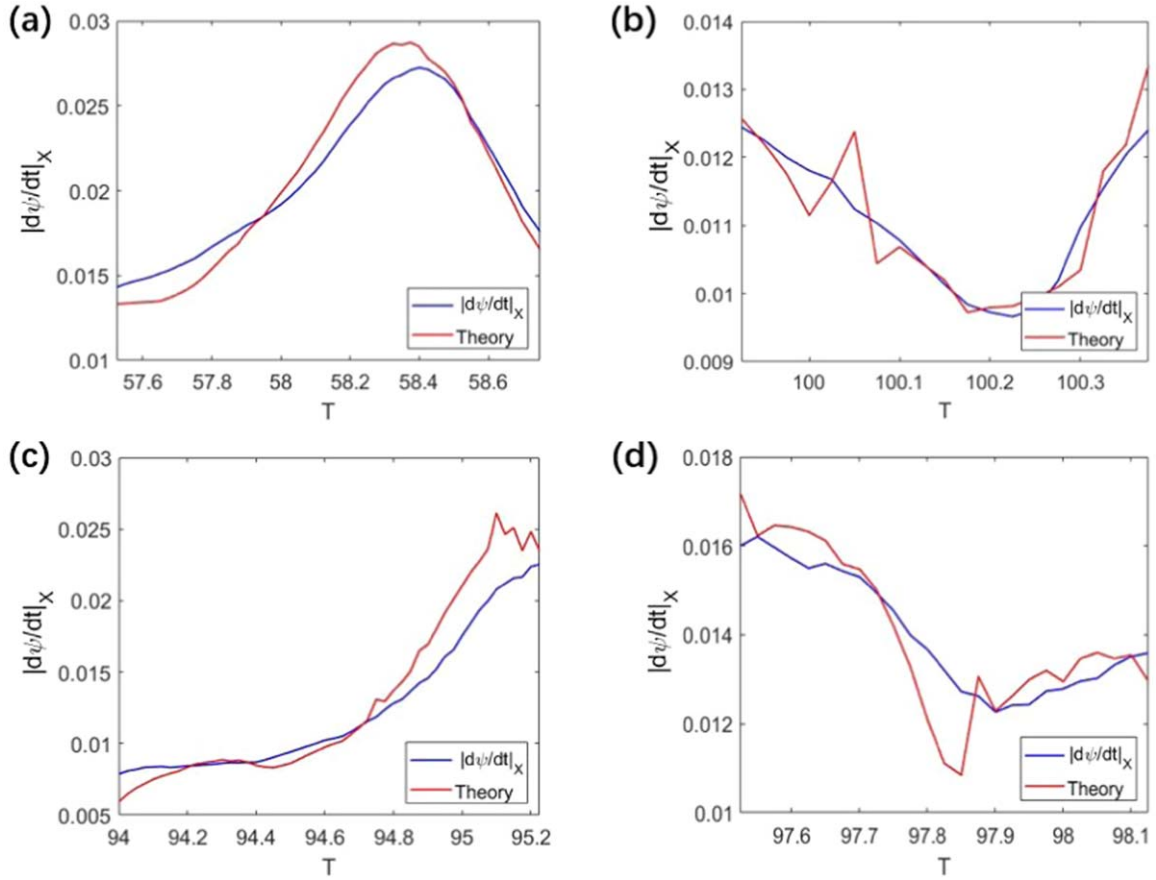 (a)
0.03
0.025
0.02
0.015
0.01
|dψ/dt|X
57.6 57.8 58 58.2 58.4 58.6
T
|dψ/dt|X
Theory
(b)
0.014
0.013
0.012
0.011
0.01
0.009
|dψ/dt|X
100 100.1 100.2 100.3
T
|dψ/dt|X
Theory
(c)
0.03
0.025
0.02
0.015
0.01
0.005
|dψ/dt|X
94 94.2 94.4 94.6 94.8 95 95.2
T
|dψ/dt|X
Theory
(d)
0.018
0.016
0.014
0.012
0.01
|dψ/dt|X
97.6 97.7 97.8 97.9 98 98.1
T
|dψ/dt|X
Theory